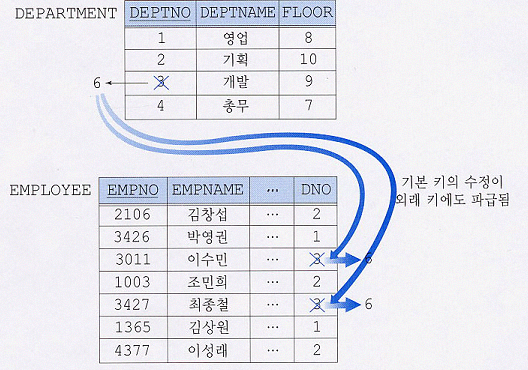 DEPARTMENT DEPTNO DEPTNAME FLOOR
1 영업 8
2 기획 10
6 3 개발 9
4 총무 7
기본 키의 수정이
외래 키에도 파급됨
EMPLOYEE EMPNO EMPNAME … DNO
2106 김창섭 … 2
3426 박영권 … 1
3011 이수민 … 3 6
1003 조민희 … 2
3427 최종철 … 3 6
1365 김상원 … 1
4377 이성래 … 2